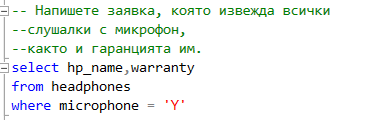 -- Напишете заявка, която извежда всички
--слушалки с микрофон,
--както и гаранцията им.
select hp_name,warranty
from headphones
where microphone = 'Y'